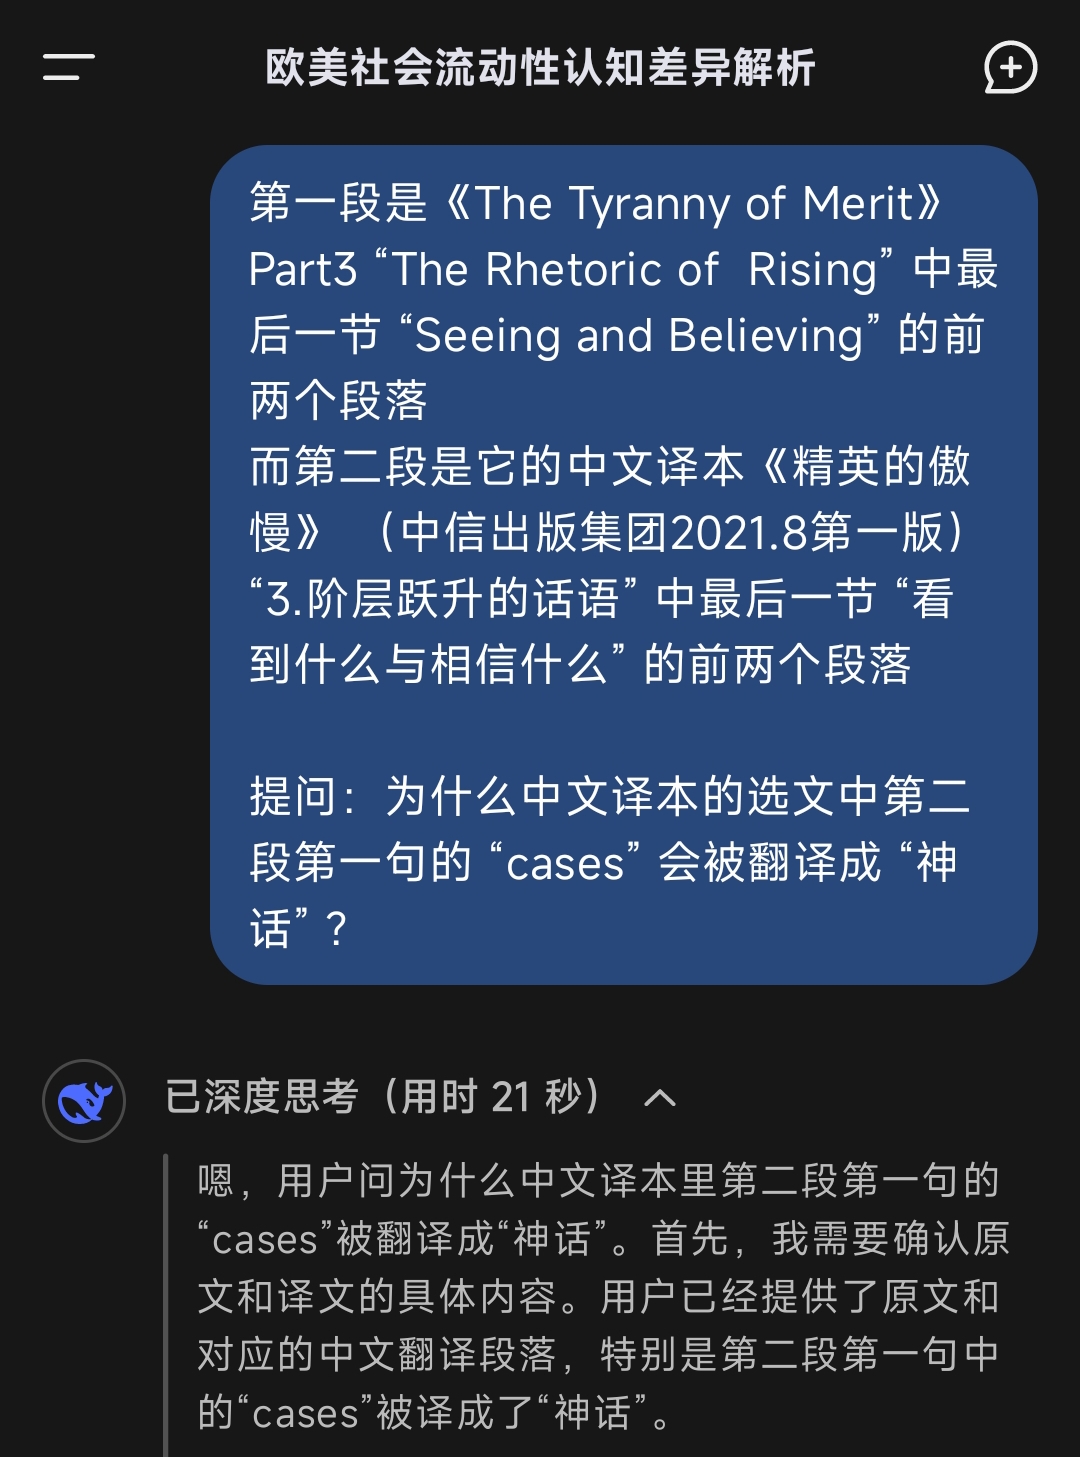 欧美社会流动性认知差异解析
第一段是《The Tyranny of Merit》
Part3 “The Rhetoric of  Rising” 中最
后一节 “Seeing and Believing” 的前
两个段落
而第二段是它的中文译本《精英的傲
慢》 （中信出版集团2021.8第一版）
“3.阶层跃升的话语” 中最后一节 “看
到什么与相信什么” 的前两个段落
提问：为什么中文译本的选文中第二
段第一句的 “cases” 会被翻译成 “神
话” ？
已深度思考（用时 21 秒）
嗯，用户问为什么中文译本里第二段第一句的
“cases”被翻译成“神话”。首先，我需要确认原
文和译文的具体内容。用户已经提供了原文和
对应的中文翻译段落，特别是第二段第一句中
的“cases”被译成了“神话”。